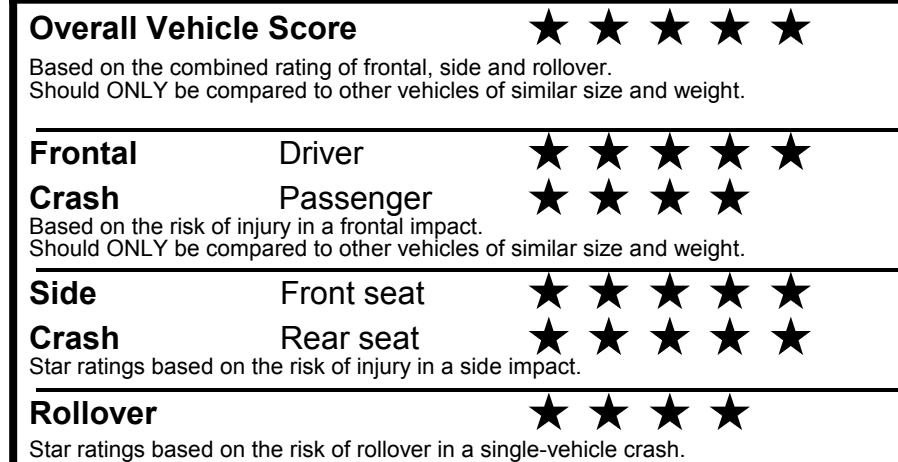 Overall Vehicle Score ★ ★ ★ ★ ★
Based on the combined rating of frontal, side and rollover.
Should ONLY be compared to other vehicles of similar size and weight.
Frontal Driver ★ ★ ★ ★ ★
Crash Passenger ★ ★ ★ ★
Based on the risk of injury in a frontal impact.
Should ONLY be compared to other vehicles of similar size and weight.
Side Front seat ★ ★ ★ ★ ★
Crash Rear seat ★ ★ ★ ★ ★
Star ratings based on the risk of injury in a side impact.
Rollover ★ ★ ★ ★
Star ratings based on the risk of rollover in a single-vehicle crash.